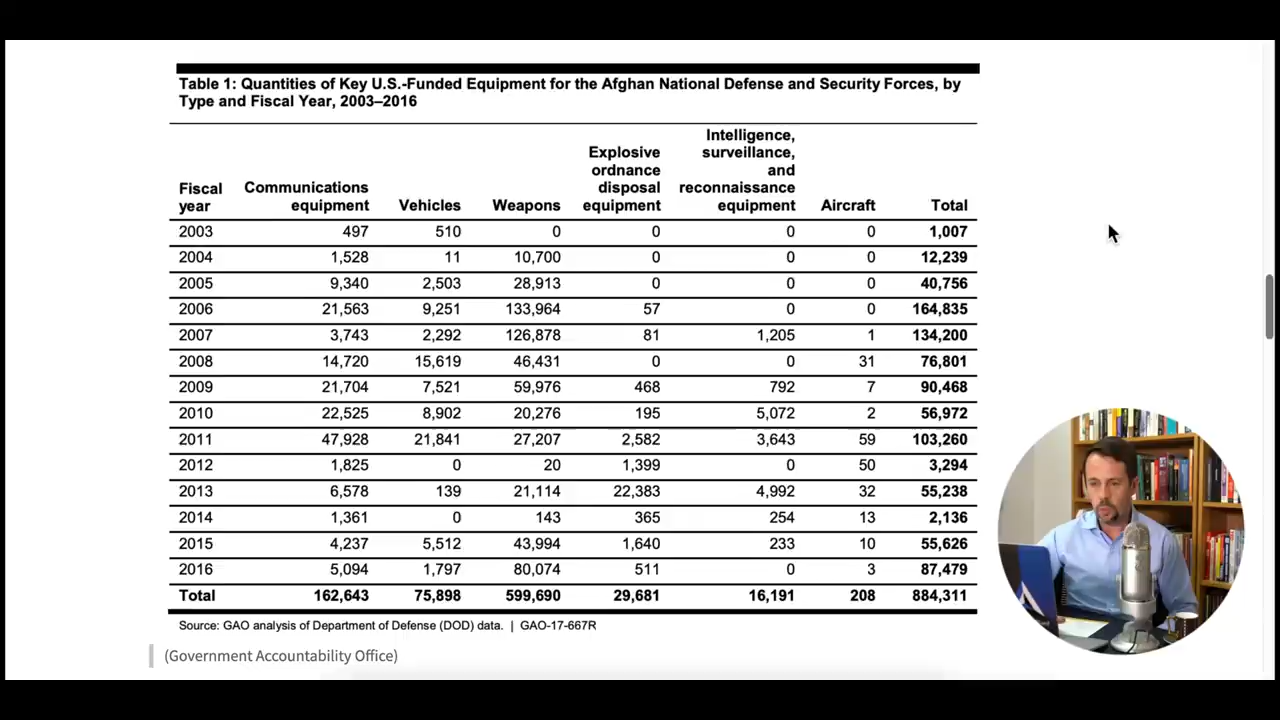 Table 1: Quantities of Key U.S.-Funded Equipment for the Afghan National Defense and Security Forces, by
Type and Fiscal Year, 2003–2016
Fiscal year Communications equipment Vehicles Weapons Explosive ordnance disposal equipment Intelligence, surveillance, and reconnaissance equipment Aircraft Total
2003 497 510 0 0 0 0 1,007
2004 1,528 11 10,700 0 0 0 12,239
2005 9,340 2,503 28,913 0 0 0 40,756
2006 21,563 9,251 133,964 57 0 0 164,835
2007 3,743 2,292 126,878 81 1,205 1 134,200
2008 14,720 15,619 46,431 0 0 31 76,801
2009 21,704 7,521 59,976 468 792 7 90,468
2010 22,525 8,902 20,276 195 5,072 2 56,972
2011 47,928 21,841 27,207 2,582 3,643 59 103,260
2012 1,825 0 20 1,399 0 50 3,294
2013 6,578 139 21,114 22,383 4,992 32 55,238
2014 1,361 0 143 365 254 13 2,136
2015 4,237 5,512 43,994 1,640 233 10 55,626
2016 5,094 1,797 80,074 511 0 3 87,479
Total 162,643 75,898 599,690 29,681 16,191 208 884,311
Source: GAO analysis of Department of Defense (DOD) data. | GAO-17-667R
(Government Accountability Office)